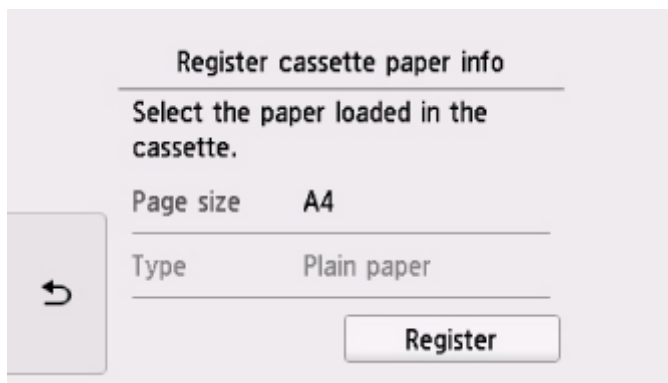 Register cassette paper info
Select the paper loaded in the
cassette.
Page size A4
Type Plain paper
Register